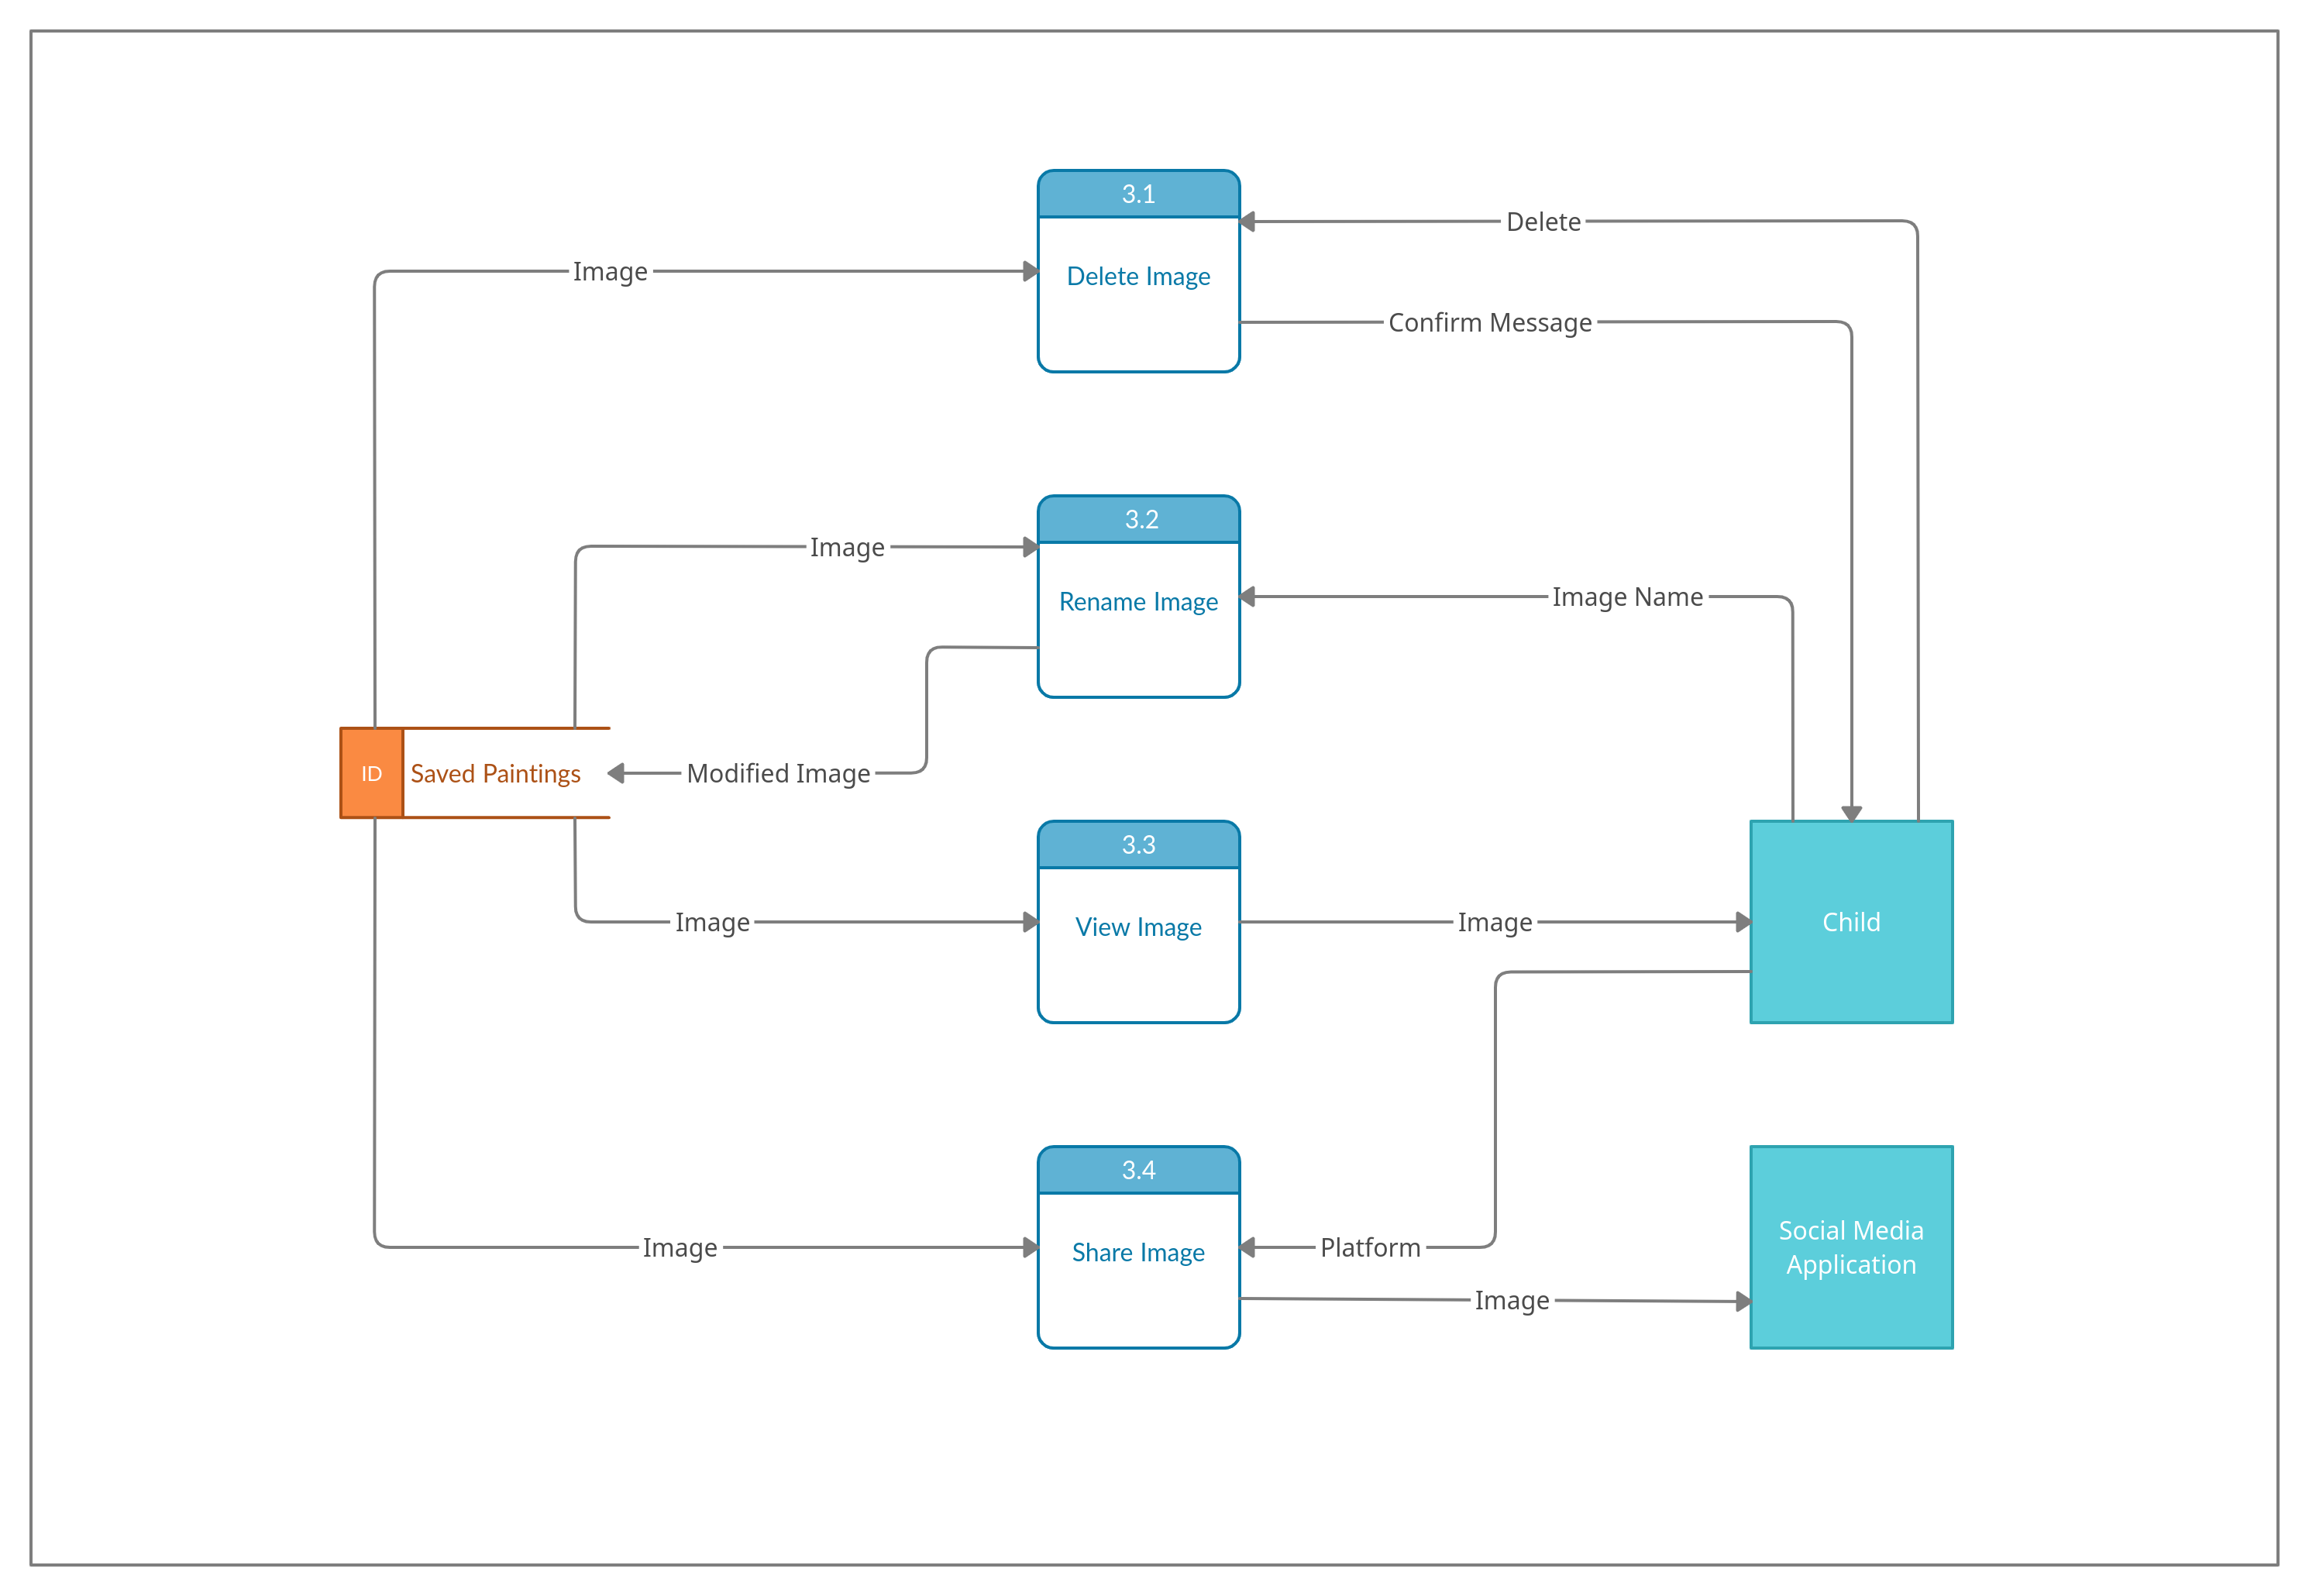 3.1
Delete
Image
Delete Image
Confirm Message
3.2
Image
Image Name
Rename Image
ID
Saved Paintings
Modified Image
3.3
Image
View Image
Image
Child
3.4
Image
Share Image
Platform
Social Media
Application
Image